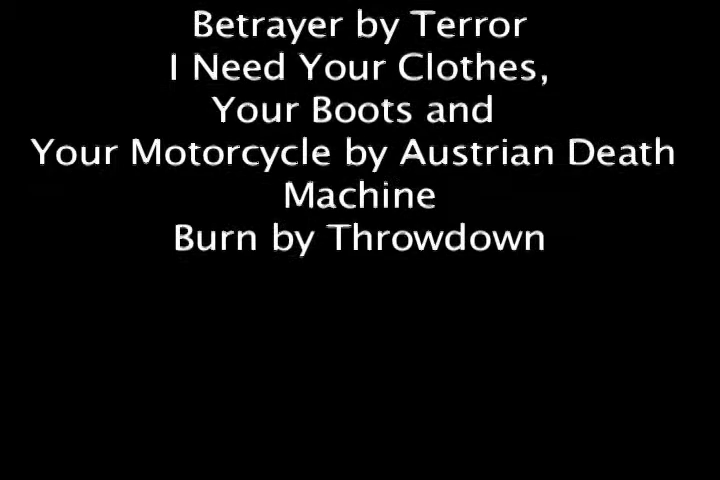 Betrayer by Terror
I Need Your Clothes,
Your Boots and
Your Motorcycle by Austrian Death
Machine
Burn by Throwdown